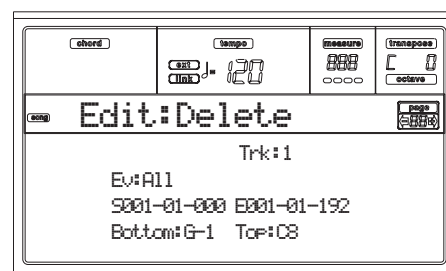 chord tempo measure transpose
ext
link ♩= 120 888 C 0
octave
song Edit:Delete page
88
Trk:1
Ev:All
S001-01-000 E001-01-192
Bottom:G-1 Top:C8